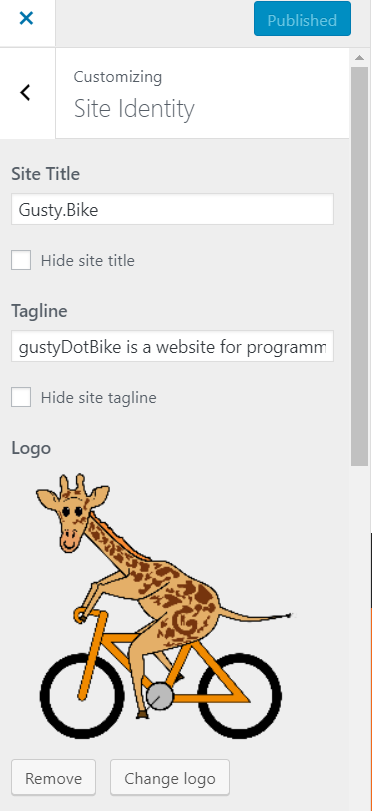 Published
Customizing
Site Identity
Site Title
Gusty.Bike
Hide site title
Tagline
gustyDotBike is a website for programm
Hide site tagline
Logo
Remove
Change logo